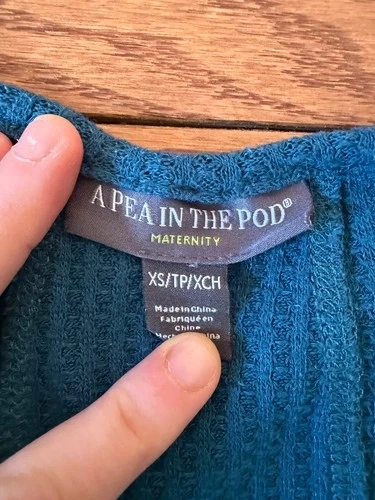 A PEA IN THE POD®
MATERNITY
XS/TP/XCH
Made in China
Fabriqué en
Chine